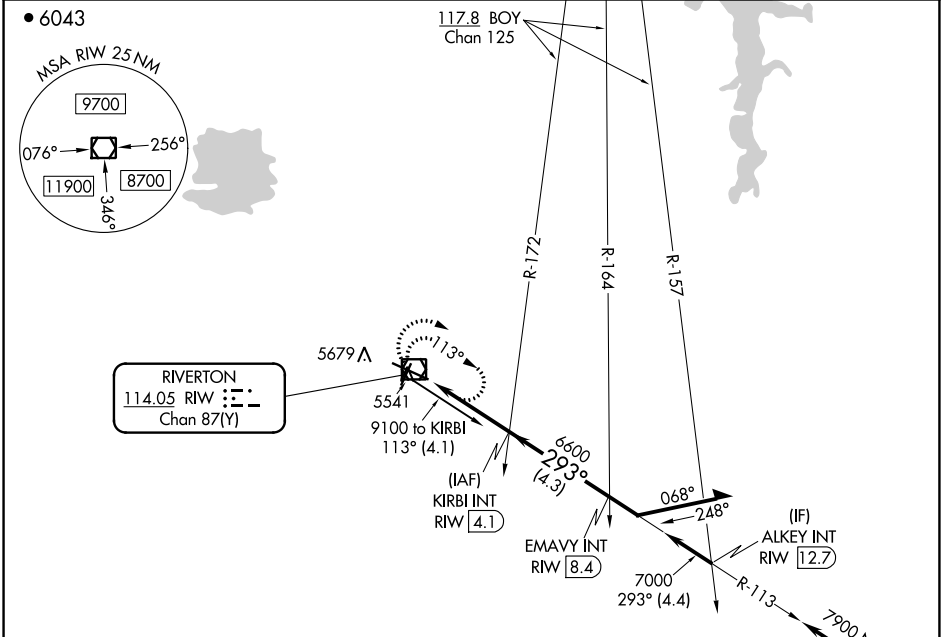 6043
MSA RIW 25 NM
9700
076°
256°
11900
8700
346°
117.8 BOY
Chan 125
R-172
R-164
R-157
RIVERTON
114.05 RIW
Chan 87(Y)
5679
113°
5541
9100 to KIRBI
113° (4.1)
(IAF)
KIRBI INT
RIW 4.1
6600
293°
(4.3)
EMAVY INT
RIW 8.4
068°
248°
(IF)
ALKEY INT
RIW 12.7
7000
293° (4.4)
R-113
7900